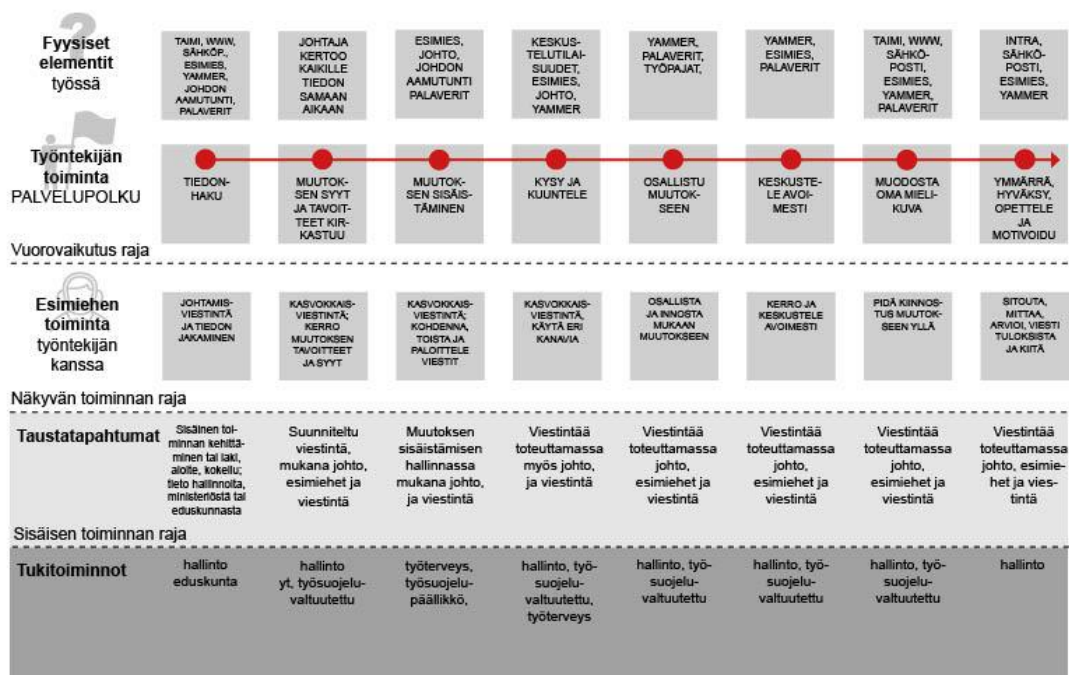 Fyysiset
elementit
työssä
TAIMI, WWW,
SÄHKÖP.,
ESIMIES,
YAMMER,
JOHDON
AAMUTUNTI,
PALAVERIT
JOHTAJA
KERTOO
KAIKILLE
TIEDON
SAMAAN
AIKAAN
ESIMIES,
JOHTO,
JOHDON
AAMUTUNTI
PALAVERIT
KESKUS-
TELUTILAI-
SUUDET,
ESIMIES,
JOHTO,
YAMMER
YAMMER,
PALAVERIT,
TYÖPAJAT,
YAMMER,
ESIMIES,
PALAVERIT
TAIMI, WWW,
SÄHKÖ-
POSTI,
ESIMIES,
YAMMER,
PALAVERIT
INTRA,
SÄHKÖ-
POSTI,
ESIMIES,
YAMMER
Työntekijän
toiminta
PALVELUPOLKU
TIEDON-
HAKU
MUUTOK-
SEN SYYT
JA TAVOIT-
TEET KIR-
KASTUU
MUUTOK-
SEN SISÄIS-
TÄMINEN
KYSY JA
KUUNTELE
OSALLISTU
MUUTOK-
SEEN
KESKUSTE-
LE AVOI-
MESTI
MUODOSTA
OMA MIELI-
KUVA
YMMÄRRÄ,
HYVÄKSY,
OPETTELE
JA
MOTIVOIDU
Vuorovaikutus raja
Esimiehen
toiminta
työntekijän
kanssa
JOHTAMIS-
VIESTINTÄ
JA TIEDON
JAKAMINEN
KASVOKKAIS-
VIESTINTÄ;
KERRO
MUUTOKSEN
TAVOITTEET
JA SYYT
KASVOKKAIS-
VIESTINTÄ;
KOHDENNA,
TOISTA JA
PALOITTELE
VIESTIT
KASVOKKAIS-
VIESTINTÄ,
KÄYTÄ ERI
KANAVIA
OSALLISTA
JA INNOSTA
MUKAAN
MUUTOKSEEN
KERRO JA
KESKUSTELE
AVOIMESTI
PIDÄ KIINNOS-
TUS MUUTOK-
SEEN YLLÄ
SITOUTA,
MITTAA,
ARVIOI, VIESTI
TULOKSISTA
JA KIITÄ
Näkyvän toiminnan raja
Taustatapahtumat
Sisäinen toi-
minnan kehittä-
minen tai laki,
aloite, kokeilu;
tieto hallinnolta,
ministeriöstä tai
eduskunnasta
Suunniteltu
viestintä,
mukana johto,
esimiehet ja
viestintä
Muutoksen
sisäistämisen
hallinnassa
mukana johto,
ja viestintä
Viestintää
toteuttamassa
myös johto,
ja viestintä
Viestintää
toteuttamassa
johto,
esimiehet ja
viestintä
Viestintää
toteuttamassa
johto,
esimiehet ja
viestintä
Viestintää
toteuttamassa
johto,
esimiehet ja
viestintä
Viestintää
toteuttamassa
johto, esimie-
het ja vies-
tintä
Sisäisen toiminnan raja
Tukitoiminnot
hallinto
eduskunta
hallinto
yt, työsuojelu-
valtuutettu
työterveys,
työsuojelu-
päällikkö,
hallinto, työ-
suojelu-
valtuutettu,
työterveys
hallinto, työ-
suojelu-
valtuutettu
hallinto, työ-
suojelu-
valtuutettu
hallinto, työ-
suojelu-
valtuutettu
hallinto